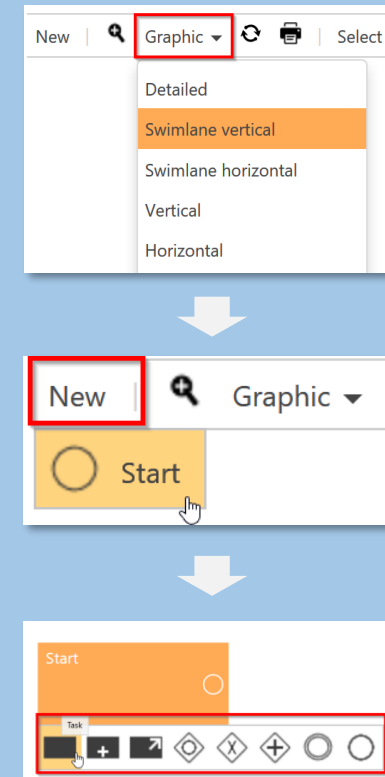 New | Graphic Select
Detailed
Swimlane vertical
Swimlane horizontal
Vertical
Horizontal
New | Graphic
Start
Start
Task